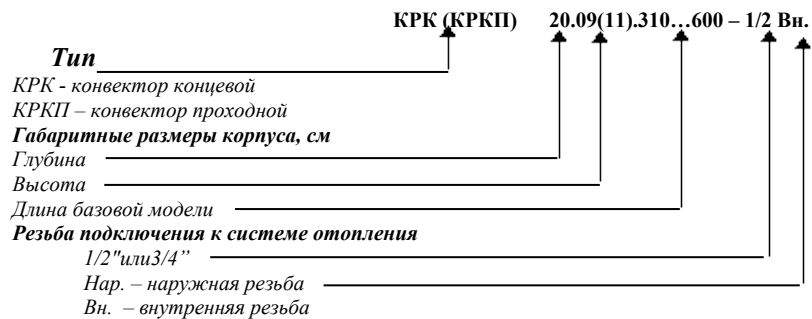 КРК (КРКП) 20.09(11).310…600 – 1/2 Вн.
Тип
КРК - конвектор концевой
КРКП – конвектор проходной
Габаритные размеры корпуса, см
Глубина
Высота
Длина базовой модели
Резьба подключения к системе отопления
1/2"или3/4”
Нар. – наружная резьба
Вн. – внутренняя резьба